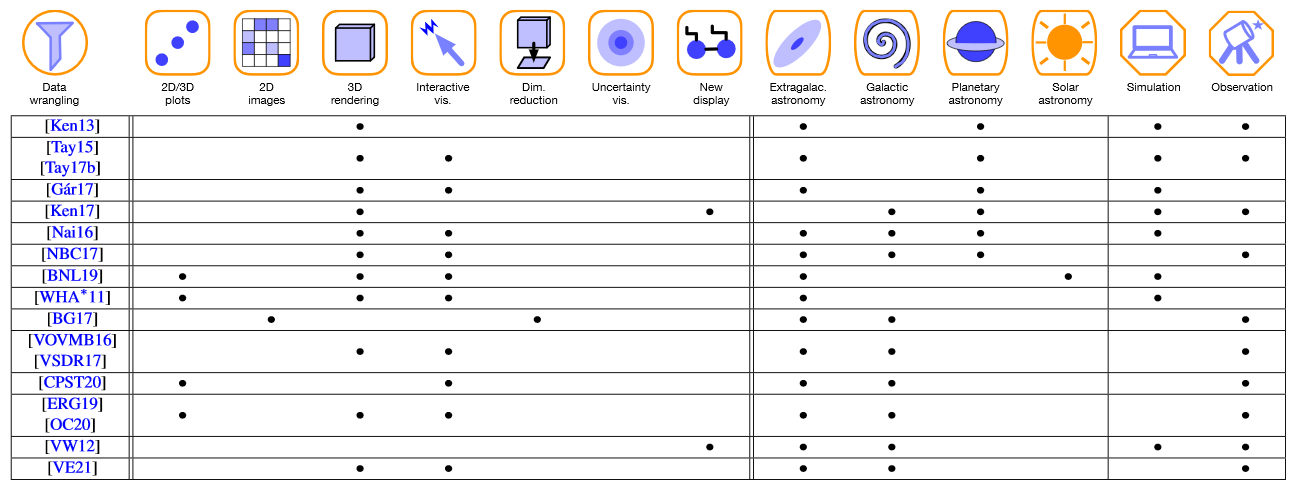 Data wrangling
2D/3D plots
2D images
3D rendering
Interactive vis.
Dim. reduction
Uncertainty vis.
New display
Extragalac. astronomy
Galactic astronomy
Planetary astronomy
Solar astronomy
Simulation
Observation
[Ken13]
[Tay15]
[Tay17b]
[Gár17]
[Ken17]
[Nai16]
[NBC17]
[BNL19]
[WHA*11]
[BG17]
[VOVMB16]
[VSDR17]
[CPST20]
[ERG19]
[OC20]
[VW12]
[VE21]